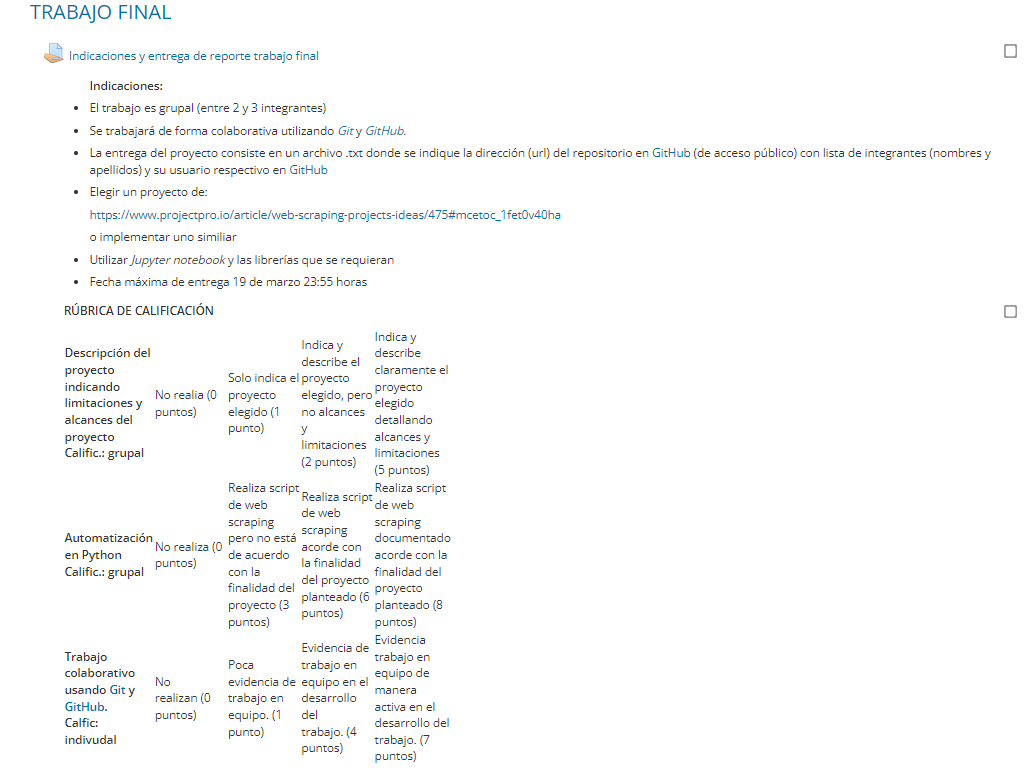 TRABAJO FINAL
Indicaciones y entrega de reporte trabajo final
Indicaciones:
El trabajo es grupal (entre 2 y 3 integrantes)
Se trabajará de forma colaborativa utilizando Git y GitHub.
La entrega del proyecto consiste en un archivo .txt donde se indique la dirección (url) del repositorio en GitHub (de acceso público) con lista de integrantes (nombres y
apellidos) y su usuario respectivo en GitHub
Elegir un proyecto de:
https://www.projectpro.io/article/web-scraping-projects-ideas/475#mcetoc_1fet0v40ha
o implementar uno similiar
Utilizar Jupyter notebook y las librerías que se requieran
Fecha máxima de entrega 19 de marzo 23:55 horas
RÚBRICA DE CALIFICACIÓN
Descripción del
proyecto
indicando
limitaciones y
alcances del
proyecto
Calific.: grupal
No realia (0
puntos)
Solo indica el
proyecto
elegido (1
punto)
Indica y
describe el
proyecto
elegido, pero
no alcances
y
limitaciones
(2 puntos)
Indica y
describe
claramente el
proyecto
elegido
detallando
alcances y
limitaciones
(5 puntos)
Automatización
en Python
Calific.: grupal
No realiza (0
puntos)
Realiza script
de web
scraping
pero no está
de acuerdo
con la
finalidad del
proyecto (3
puntos)
Realiza script
de web
scraping
acorde con
la finalidad
del proyecto
planteado (6
puntos)
Realiza script
de web
scraping
documentado
acorde con la
finalidad del
proyecto
planteado (8
puntos)
Trabajo
colaborativo
usando Git y
GitHub.
Calfic:
indivudal
No
realizan (0
puntos)
Poca
evidencia de
trabajo en
equipo. (1
punto)
Evidencia de
trabajo en
equipo en el
desarrollo
del
trabajo. (4
puntos)
Evidencia
trabajo en
equipo de
manera
activa en el
desarrollo del
trabajo. (7
puntos)